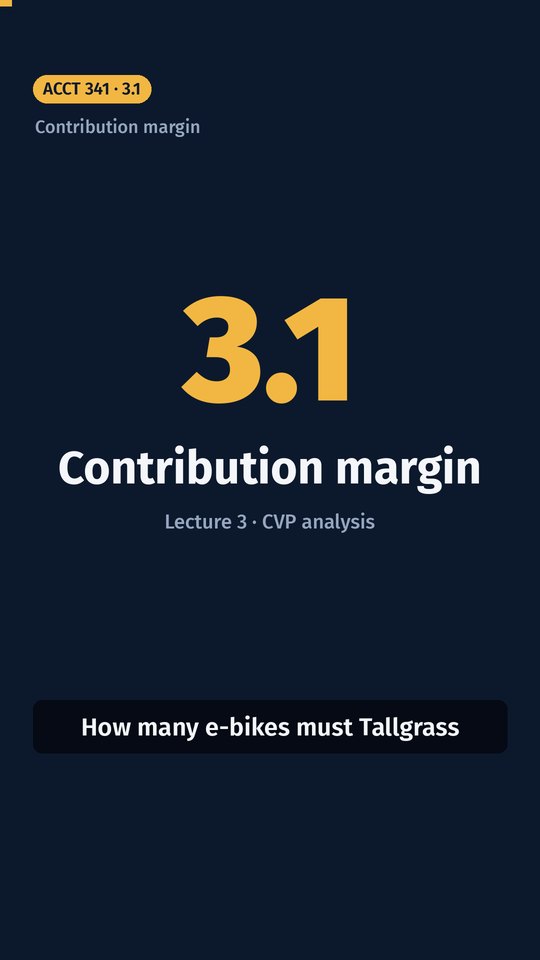 ACCT 341 · 3.1
Contribution margin
3.1
Contribution margin
Lecture 3 · CVP analysis
How many e-bikes must Tallgrass